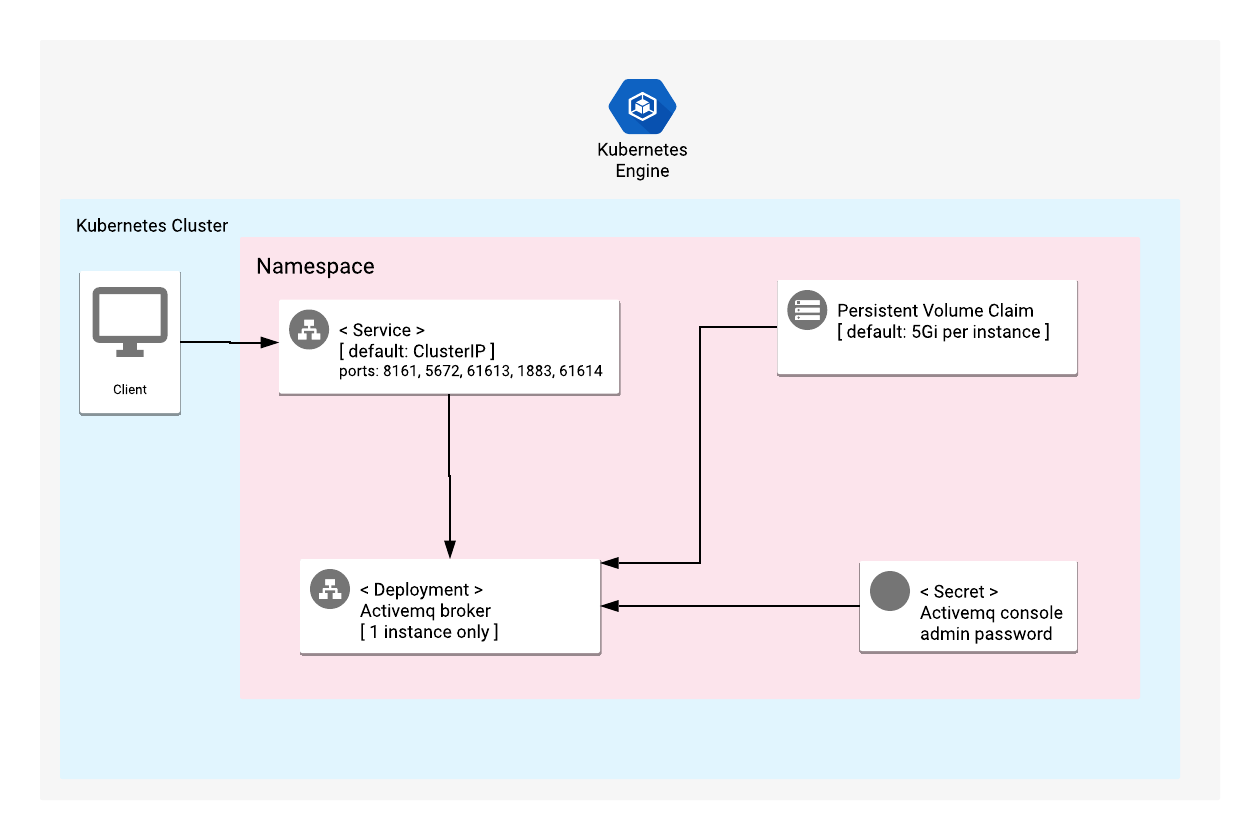 Kubernetes
Engine
Kubernetes Cluster
Namespace
Client
< Service >
[ default: ClusterIP ]
ports: 8161, 5672, 61613, 1883, 61614
Persistent Volume Claim
[ default: 5Gi per instance ]
< Deployment >
Activemq broker
[ 1 instance only ]
< Secret >
Activemq console
admin password